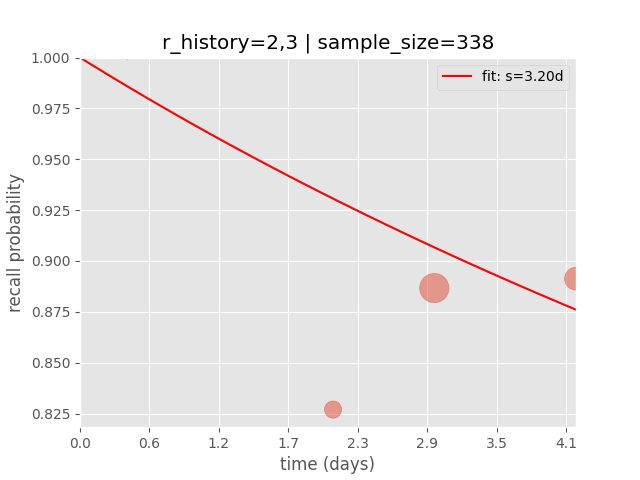 r_history=2,3 | sample_size=338
fit: s=3.20d
recall probability
1.000
0.975
0.950
0.925
0.900
0.875
0.850
0.825
0.0 0.6 1.2 1.7 2.3 2.9 3.5 4.1
time (days)